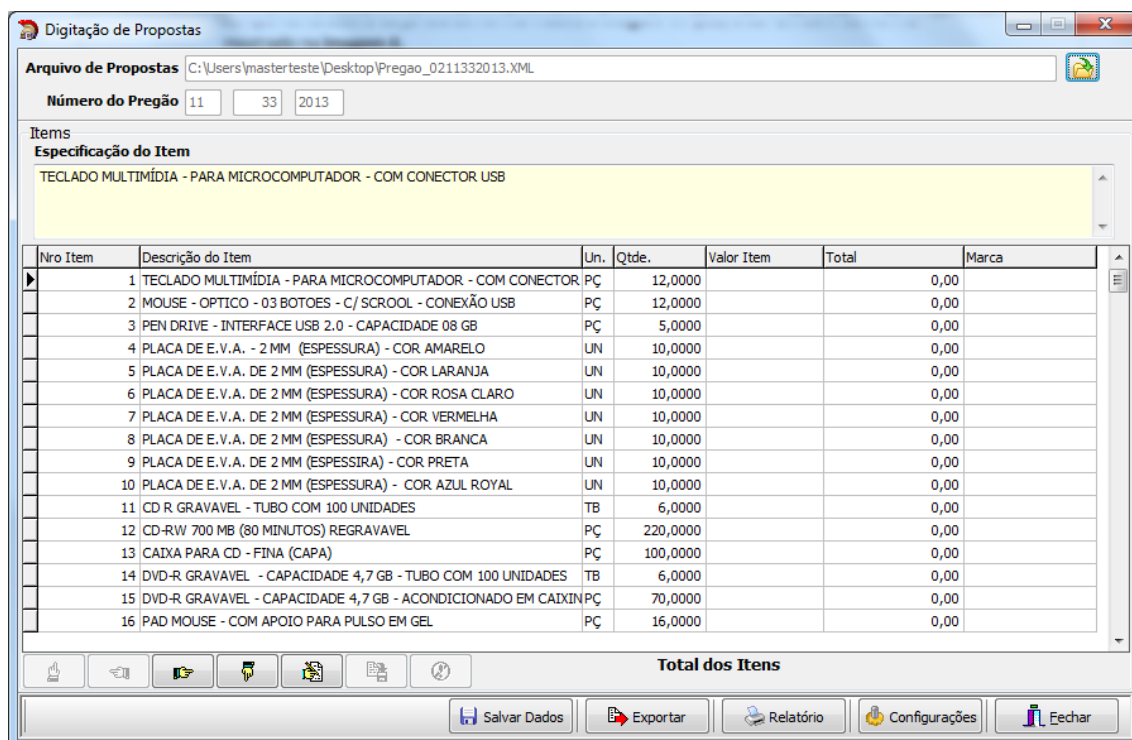 Digitação de Propostas
Arquivo de Propostas C:\Users\masterteste\Desktop\Pregao_0211332013.XML
Número do Pregão 11 33 2013
Items
Especificação do Item
TECLADO MULTIMÍDIA - PARA MICROCOMPUTADOR - COM CONECTOR USB
Nro Item Descrição do Item Un. Qtde. Valor Item Total Marca
1 TECLADO MULTIMÍDIA - PARA MICROCOMPUTADOR - COM CONECTOR PÇ 12,0000 0,00
2 MOUSE - OPTICO - 03 BOTOES - C/ SCROOL - CONEXÃO USB PÇ 12,0000 0,00
3 PEN DRIVE - INTERFACE USB 2.0 - CAPACIDADE 08 GB PÇ 5,0000 0,00
4 PLACA DE E.V.A. - 2 MM (ESPESSURA) - COR AMARELO UN 10,0000 0,00
5 PLACA DE E.V.A. DE 2 MM (ESPESSURA) - COR LARANJA UN 10,0000 0,00
6 PLACA DE E.V.A. DE 2 MM (ESPESSURA) - COR ROSA CLARO UN 10,0000 0,00
7 PLACA DE E.V.A. DE 2 MM (ESPESSURA) - COR VERMELHA UN 10,0000 0,00
8 PLACA DE E.V.A. DE 2 MM (ESPESSURA) - COR BRANCA UN 10,0000 0,00
9 PLACA DE E.V.A. DE 2 MM (ESPESSIRA) - COR PRETA UN 10,0000 0,00
10 PLACA DE E.V.A. DE 2 MM (ESPESSURA) - COR AZUL ROYAL UN 10,0000 0,00
11 CD R GRAVAVEL - TUBO COM 100 UNIDADES TB 6,0000 0,00
12 CD-RW 700 MB (80 MINUTOS) REGRAVAVEL PÇ 220,0000 0,00
13 CAIXA PARA CD - FINA (CAPA) PÇ 100,0000 0,00
14 DVD-R GRAVAVEL - CAPACIDADE 4,7 GB - TUBO COM 100 UNIDADES TB 6,0000 0,00
15 DVD-R GRAVAVEL - CAPACIDADE 4,7 GB - ACONDICIONADO EM CAIXIN PÇ 70,0000 0,00
16 PAD MOUSE - COM APOIO PARA PULSO EM GEL PÇ 16,0000 0,00
Total dos Itens
Salvar Dados Exportar Relatório Configurações Fechar